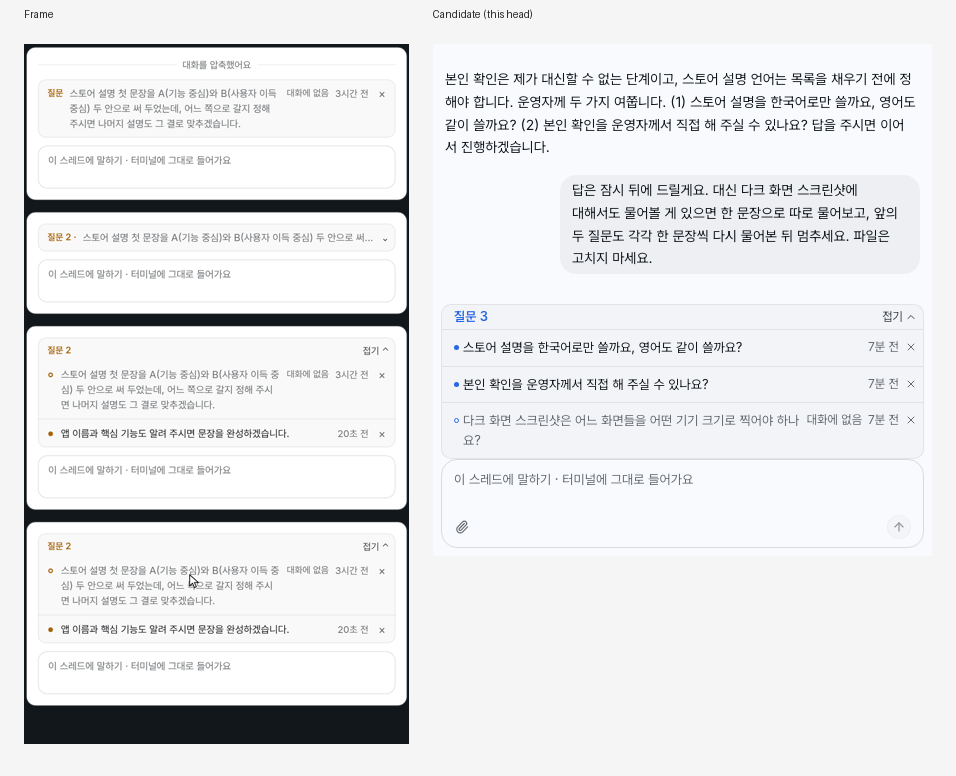 Frame
대화를 압축했어요
질문 스토어 설명 첫 문장을 A(기능 중심)와 B(사용자 이득 대화에 없음 3시간 전 ×
중심) 두 안으로 써 두었는데, 어느 쪽으로 갈지 정해
주시면 나머지 설명도 그 결로 맞추겠습니다.
이 스레드에 말하기 · 터미널에 그대로 들어가요
질문 2 · 스토어 설명 첫 문장을 A(기능 중심)와 B(사용자 이득 중심) 두 안으로 써...
이 스레드에 말하기 · 터미널에 그대로 들어가요
질문 2 접기
스토어 설명 첫 문장을 A(기능 중심)와 B(사용자 이득 중 대화에 없음 3시간 전 ×
심) 두 안으로 써 두었는데, 어느 쪽으로 갈지 정해 주시
면 나머지 설명도 그 결로 맞추겠습니다.
앱 이름과 핵심 기능도 알려 주시면 문장을 완성하겠습니다. 20초 전 ×
이 스레드에 말하기 · 터미널에 그대로 들어가요
질문 2 접기
스토어 설명 첫 문장을 A(기능 중심)와 B(사용자 이득 중 대화에 없음 3시간 전 ×
심) 두 안으로 써 두었는데, 어느 쪽으로 갈지 정해 주시
면 나머지 설명도 그 결로 맞추겠습니다.
앱 이름과 핵심 기능도 알려 주시면 문장을 완성하겠습니다. 20초 전 ×
이 스레드에 말하기 · 터미널에 그대로 들어가요
Candidate (this head)
본인 확인은 제가 대신할 수 없는 단계이고, 스토어 설명 언어는 목록을 채우기 전에 정
해야 합니다. 운영자께 두 가지 여쭙니다. (1) 스토어 설명을 한국어로만 쓸까요, 영어도
같이 쓸까요? (2) 본인 확인을 운영자께서 직접 해 주실 수 있나요? 답을 주시면 이어
서 진행하겠습니다.
답은 잠시 뒤에 드릴게요. 대신 다크 화면 스크린샷에
대해서도 물어볼 게 있으면 한 문장으로 따로 물어보고, 앞의
두 질문도 각각 한 문장씩 다시 물어본 뒤 멈추세요. 파일은
고치지 마세요.
질문 3 접기
스토어 설명을 한국어로만 쓸까요, 영어도 같이 쓸까요? 7분 전 ×
본인 확인을 운영자께서 직접 해 주실 수 있나요? 7분 전 ×
다크 화면 스크린샷은 어느 화면들을 어떤 기기 크기로 찍어야 하나 대화에 없음 7분 전 ×
요?
이 스레드에 말하기 · 터미널에 그대로 들어가요